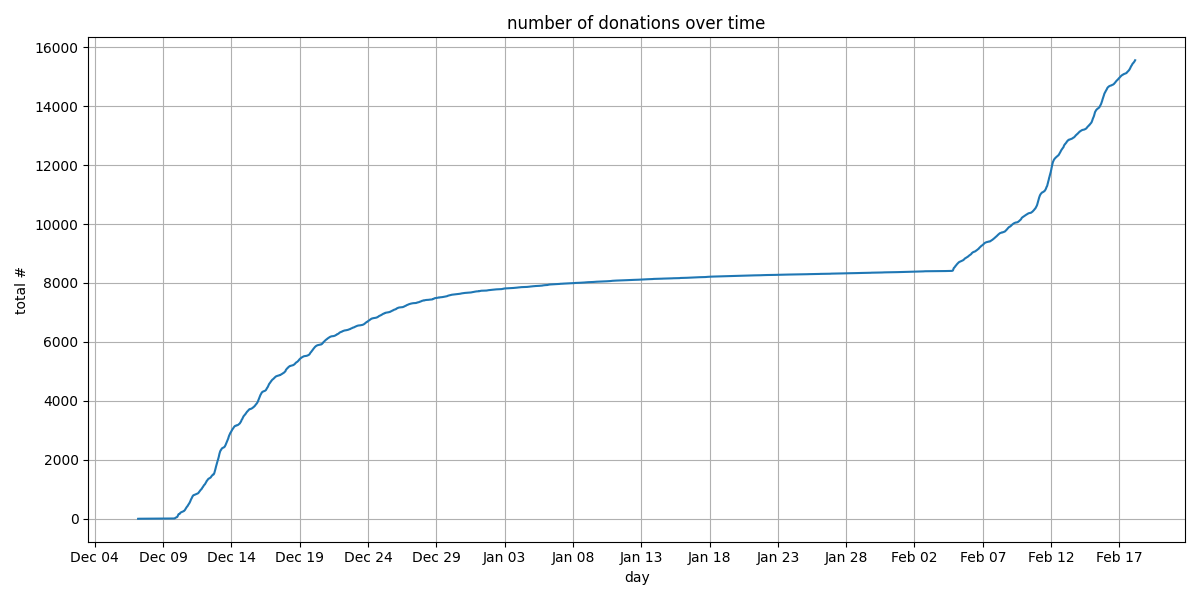 number of donations over time
total #
16000
14000
12000
10000
8000
6000
4000
2000
0
Dec 04 Dec 09 Dec 14 Dec 19 Dec 24 Dec 29 Jan 03 Jan 08 Jan 13 Jan 18 Jan 23 Jan 28 Feb 02 Feb 07 Feb 12 Feb 17
day